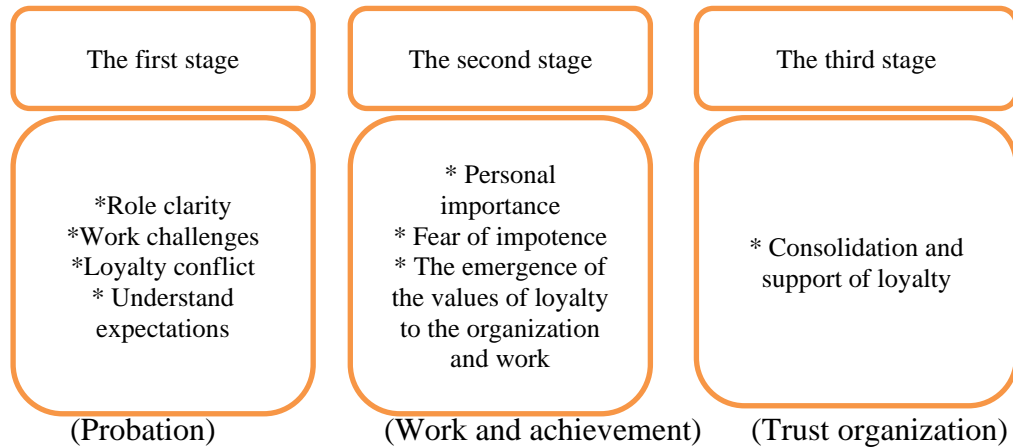 The first stage
The second stage
The third stage
*Role clarity
*Work challenges
*Loyalty conflict
* Understand
expectations
* Personal
importance
* Fear of impotence
* The emergence of
the values of loyalty
to the organization
and work
* Consolidation and
support of loyalty
(Probation)
(Work and achievement)
(Trust organization)